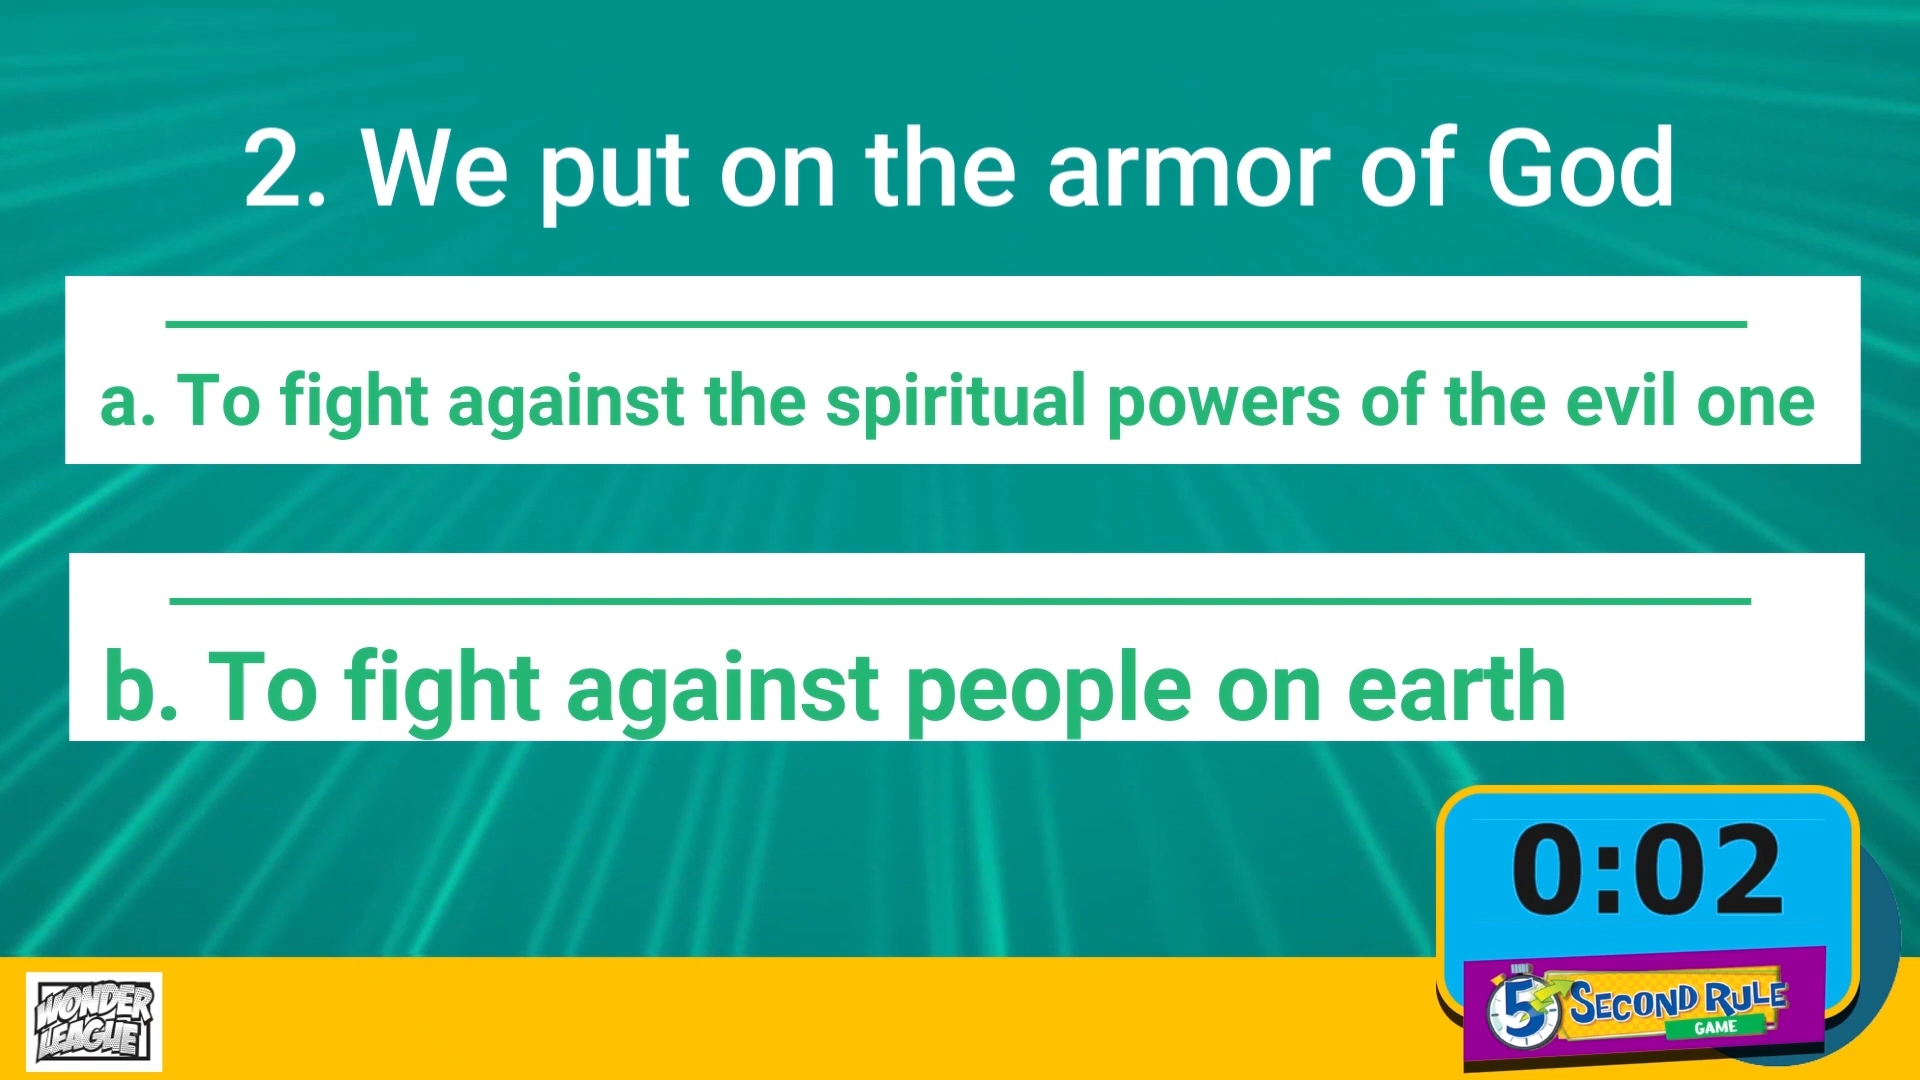 2. We put on the armor of God
a. To fight against the spiritual powers of the evil one
b. To fight against people on earth
0:02
5 SECOND RULE
GAME
WONDER
LEAGUE